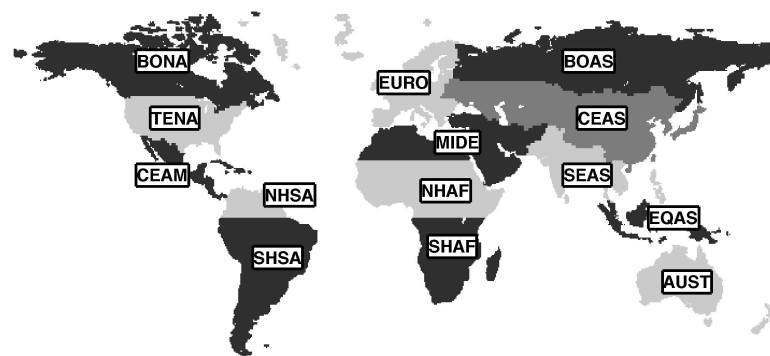 BONA
BOAS
EURO
TENA
CEAS
MIDE
CEAM
SEAS
NHSA
NHAF
EQAS
SHSA
SHAF
AUST